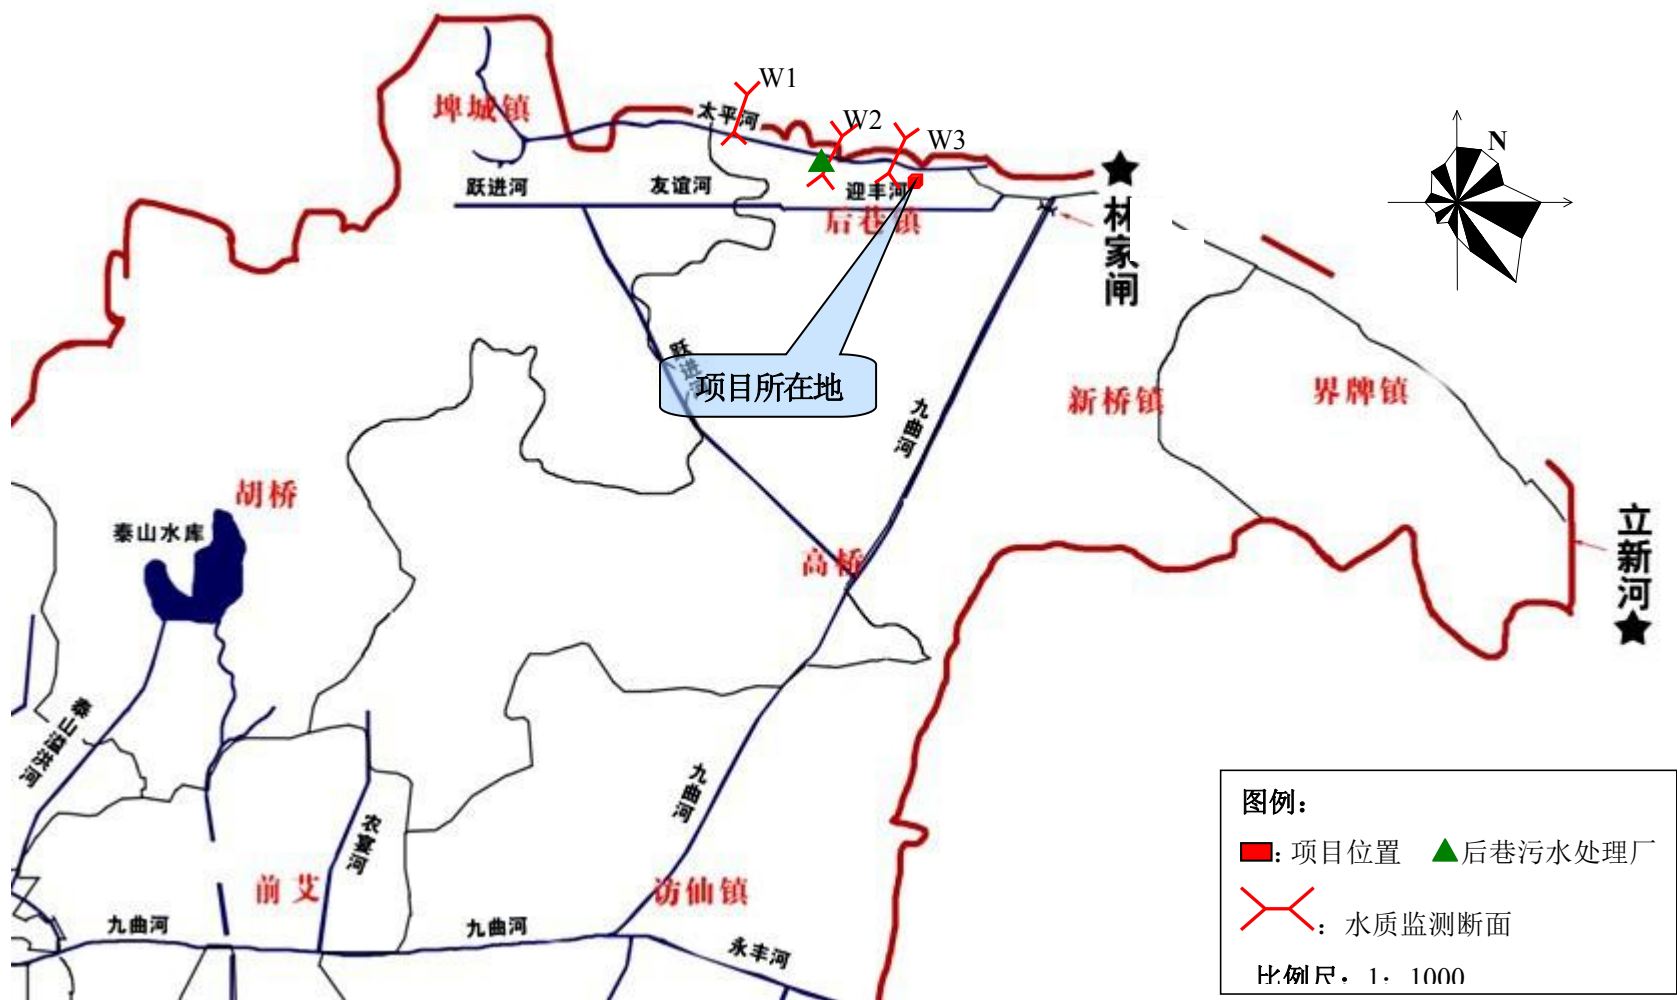 W1
埤城镇
太平河
W2
W3
N
跃进河
友谊河
迎丰河
后巷镇
林家闸
跃进河
项目所在地
新桥镇
界牌镇
九曲河
胡桥
泰山水库
高桥
立新河
泰山溢洪河
九曲河
农宴河
前艾
访仙镇
九曲河
九曲河
永丰河
图例：
：项目位置 后巷污水处理厂
：水质监测断面
比例尺：1：1000